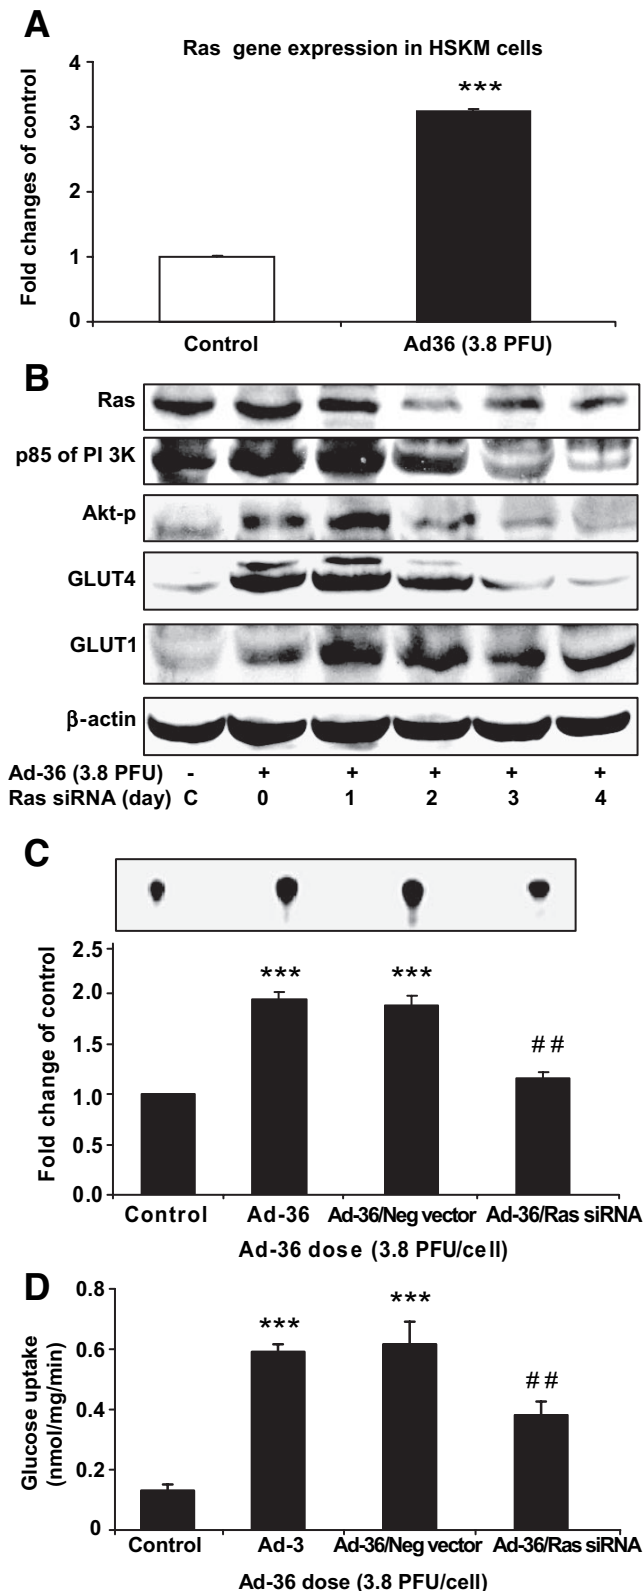 A
Ras gene expression in HSKM cells
Fold changes of control
4
3
2
1
0
Control Ad36 (3.8 PFU)
***
B
Ras
p85 of PI 3K
Akt-p
GLUT4
GLUT1
β-actin
Ad-36 (3.8 PFU) - + + + + +
Ras siRNA (day) C 0 1 2 3 4
C
Fold change of control
2.5
2.0
1.5
1.0
0.5
0.0
*** ***
##
Control Ad-36 Ad-36/Neg vector Ad-36/Ras siRNA
Ad-36 dose (3.8 PFU/cell)
D
Glucose uptake
(nmol/mg/min)
0.8
0.6
0.4
0.2
0
*** ***
##
Control Ad-3 Ad-36/Neg vector Ad-36/Ras siRNA
Ad-36 dose (3.8 PFU/cell)